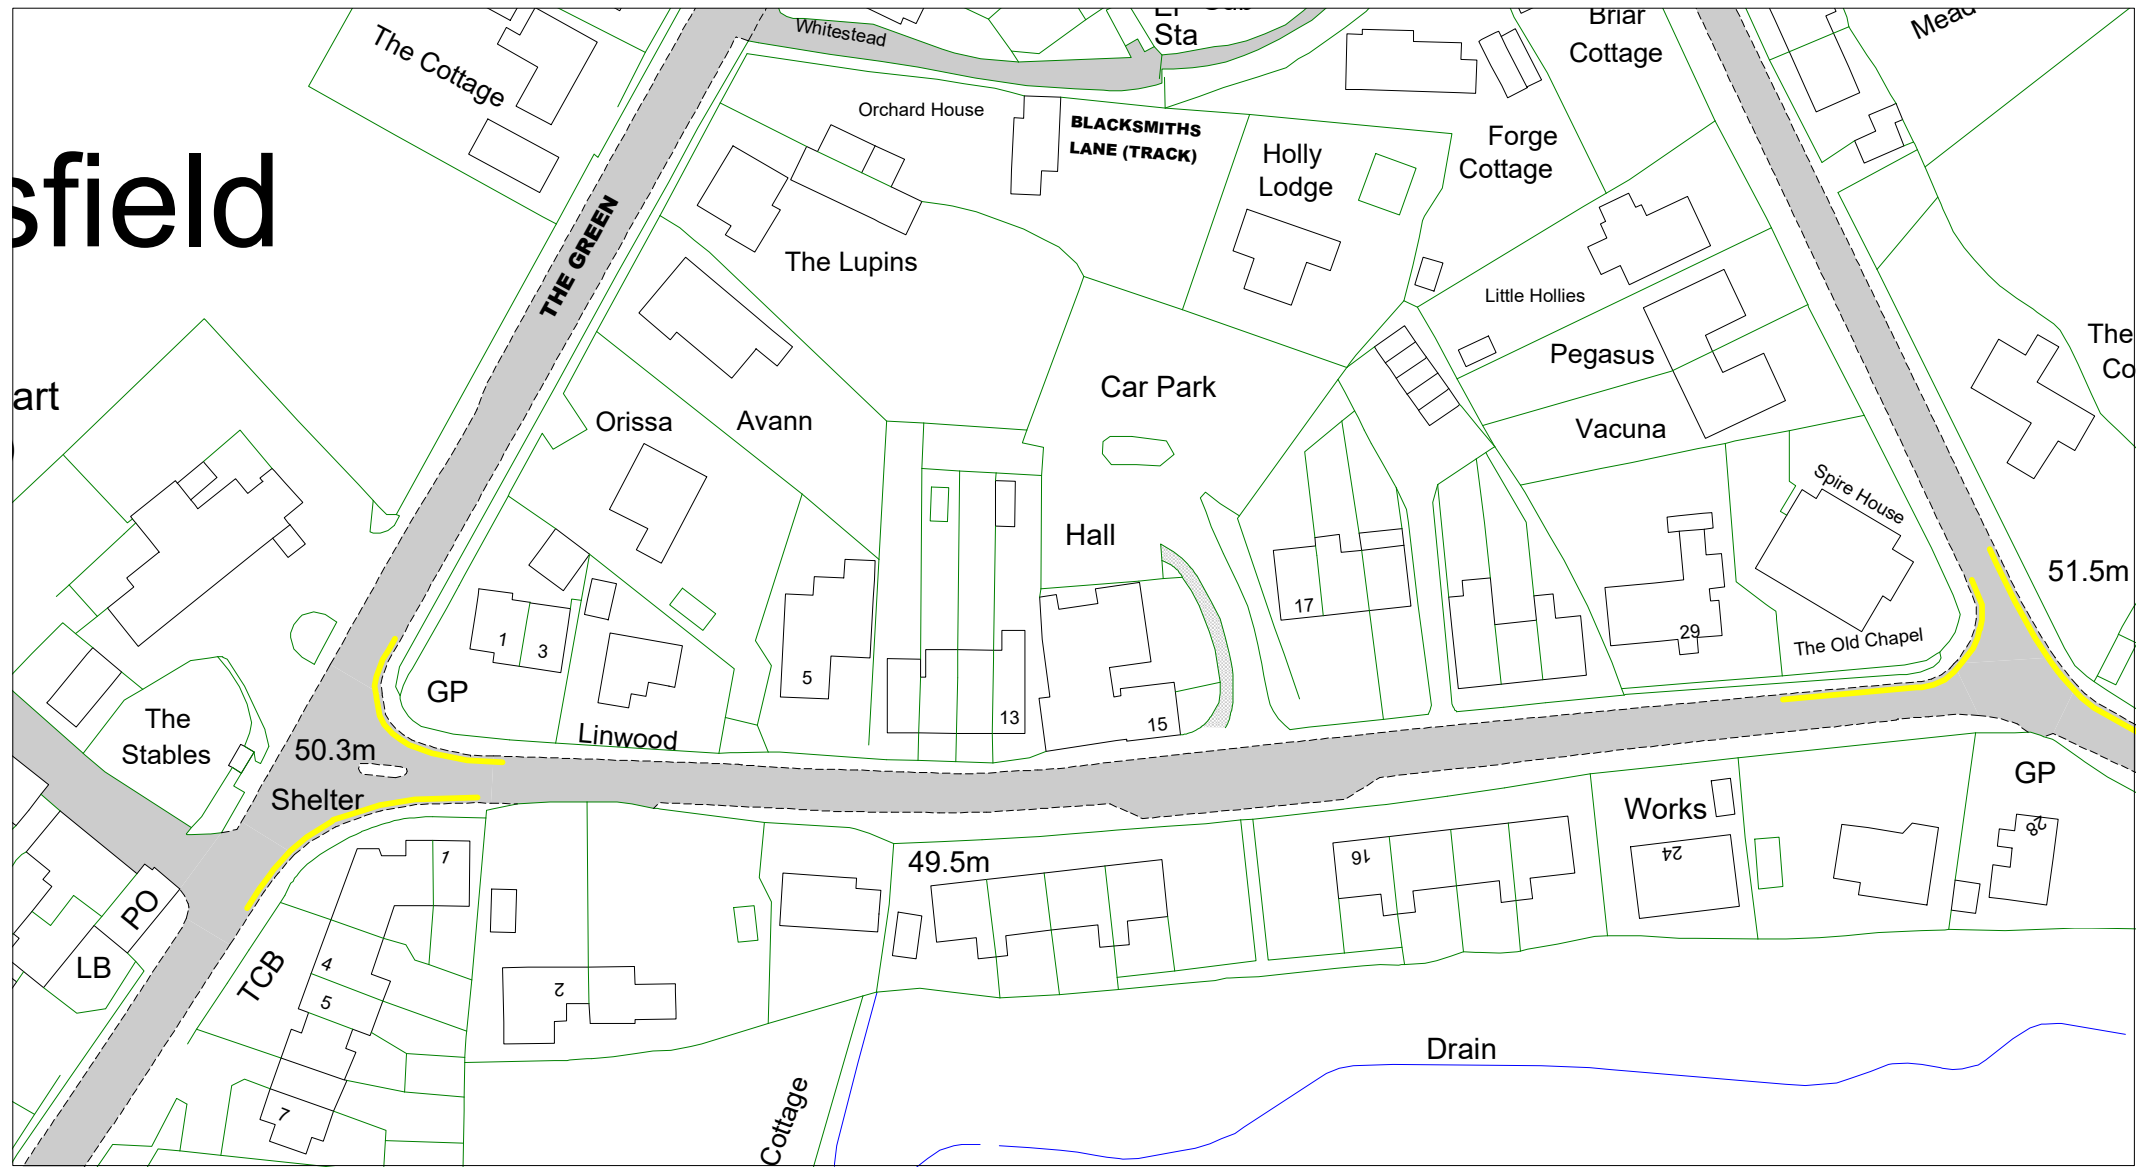 Whitestead
Sta
Briar
Cottage
Mead
The Cottage
Orchard House
BLACKSMITHS
LANE (TRACK)
Holly
Lodge
Forge
Cottage
sfield
THE GREEN
The Lupins
Little Hollies
Pegasus
The
Co
art
Car Park
Orissa
Avann
Vacuna
Spire House
Hall
51.5m
1
3
5
17
29
The Old Chapel
GP
13
15
Linwood
The
Stables
50.3m
Shelter
GP
Works
49.5m
1
16
24
28
PO
LB
TCB
4
5
2
7
Drain
Cottage